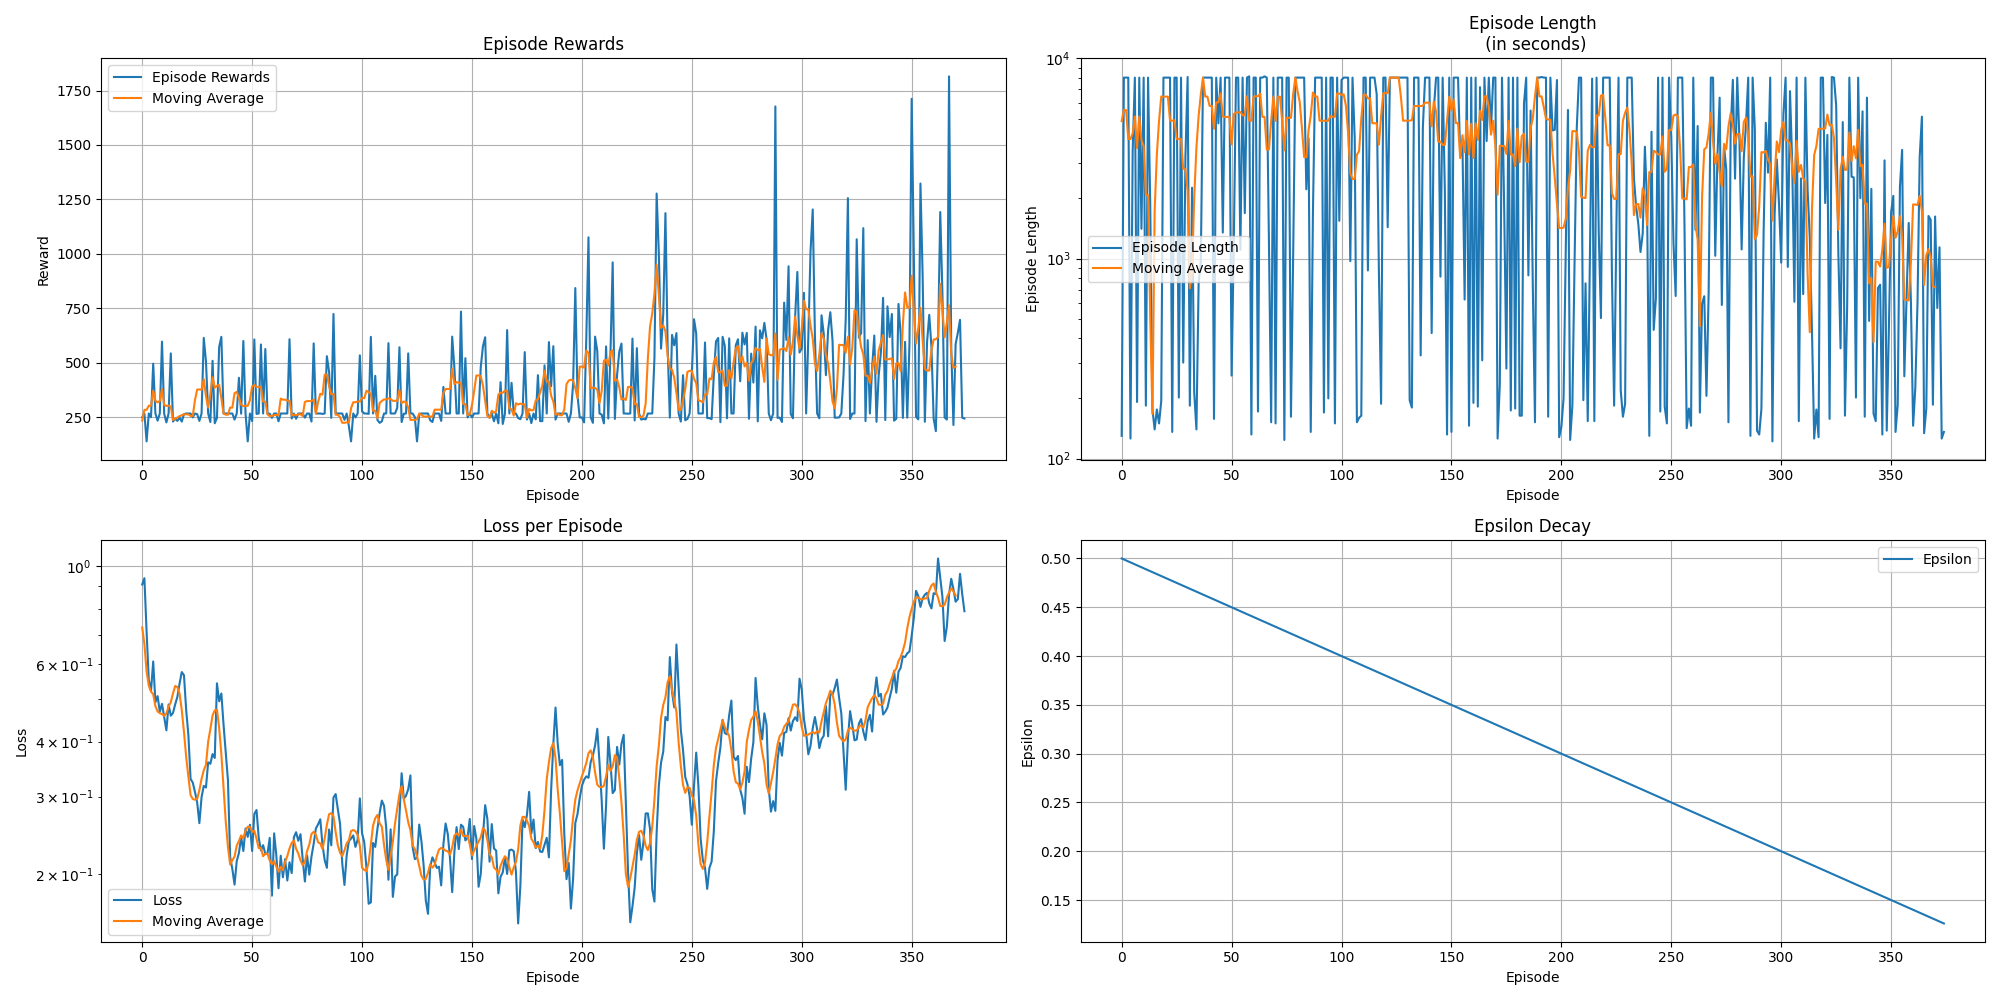 Episode Rewards
1750
1500
1250
1000
750
500
250
Reward
Episode Rewards
Moving Average
0 50 100 150 200 250 300 350
Episode
Episode Length
(in seconds)
10^4
10^3
10^2
Episode Length
Episode Length
Moving Average
0 50 100 150 200 250 300 350
Episode
Loss per Episode
10^0
6 × 10^-1
4 × 10^-1
3 × 10^-1
2 × 10^-1
Loss
Loss
Moving Average
0 50 100 150 200 250 300 350
Episode
Epsilon Decay
0.50
0.45
0.40
0.35
0.30
0.25
0.20
0.15
Epsilon
Epsilon
0 50 100 150 200 250 300 350
Episode